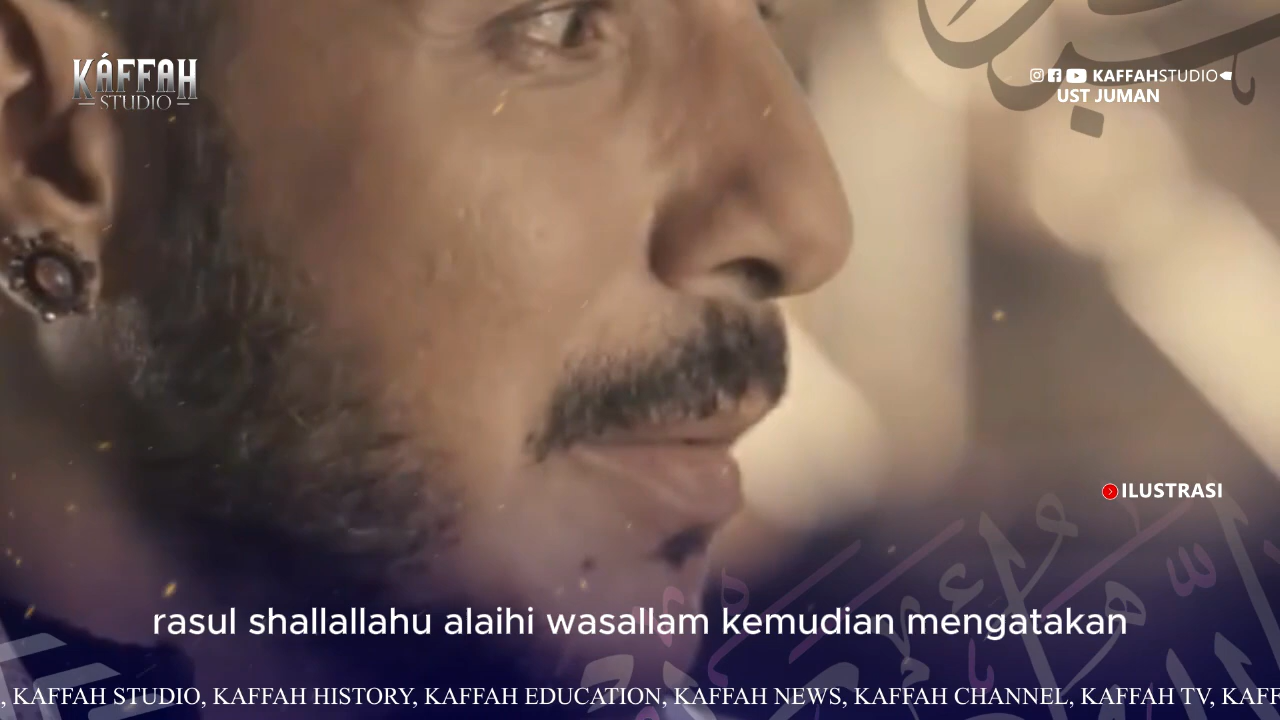 KÁFFAH
STUDIO
KAFFAHSTUDIO
UST JUMAN
ILUSTRASI
rasul shallallahu alaihi wasallam kemudian mengatakan
, KAFFAH STUDIO, KAFFAH HISTORY, KAFFAH EDUCATION, KAFFAH NEWS, KAFFAH CHANNEL, KAFFAH TV, KAFF